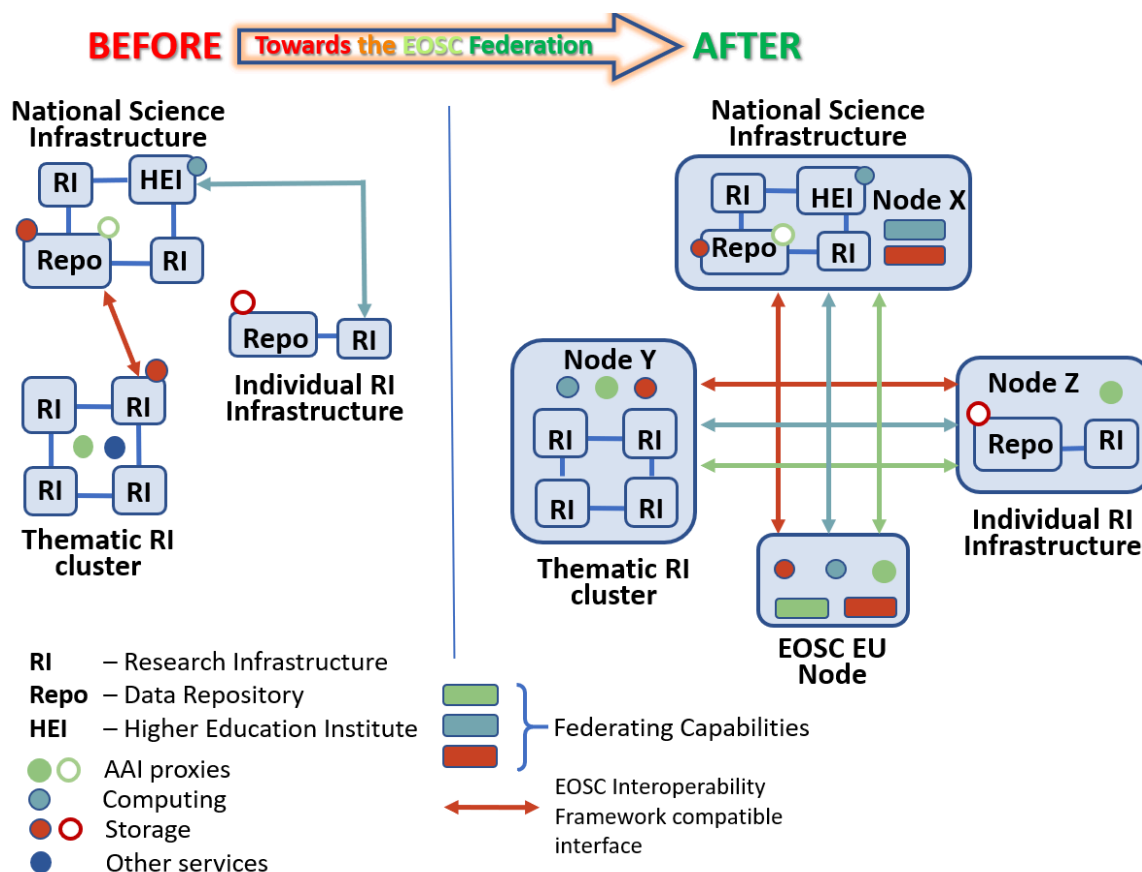 BEFORE
Towards the EOSC Federation
AFTER
National Science
Infrastructure
RI
HEI
Repo
RI
Repo
RI
Individual RI
Infrastructure
RI
RI
RI
RI
Thematic RI
cluster
National Science
Infrastructure
RI
HEI
Node X
Repo
RI
Node Y
RI
RI
RI
RI
Thematic RI
cluster
Node Z
Repo
RI
Individual RI
Infrastructure
EOSC EU
Node
RI – Research Infrastructure
Repo – Data Repository
HEI – Higher Education Institute
AAI proxies
Computing
Storage
Other services
Federating Capabilities
EOSC Interoperability
Framework compatible
interface